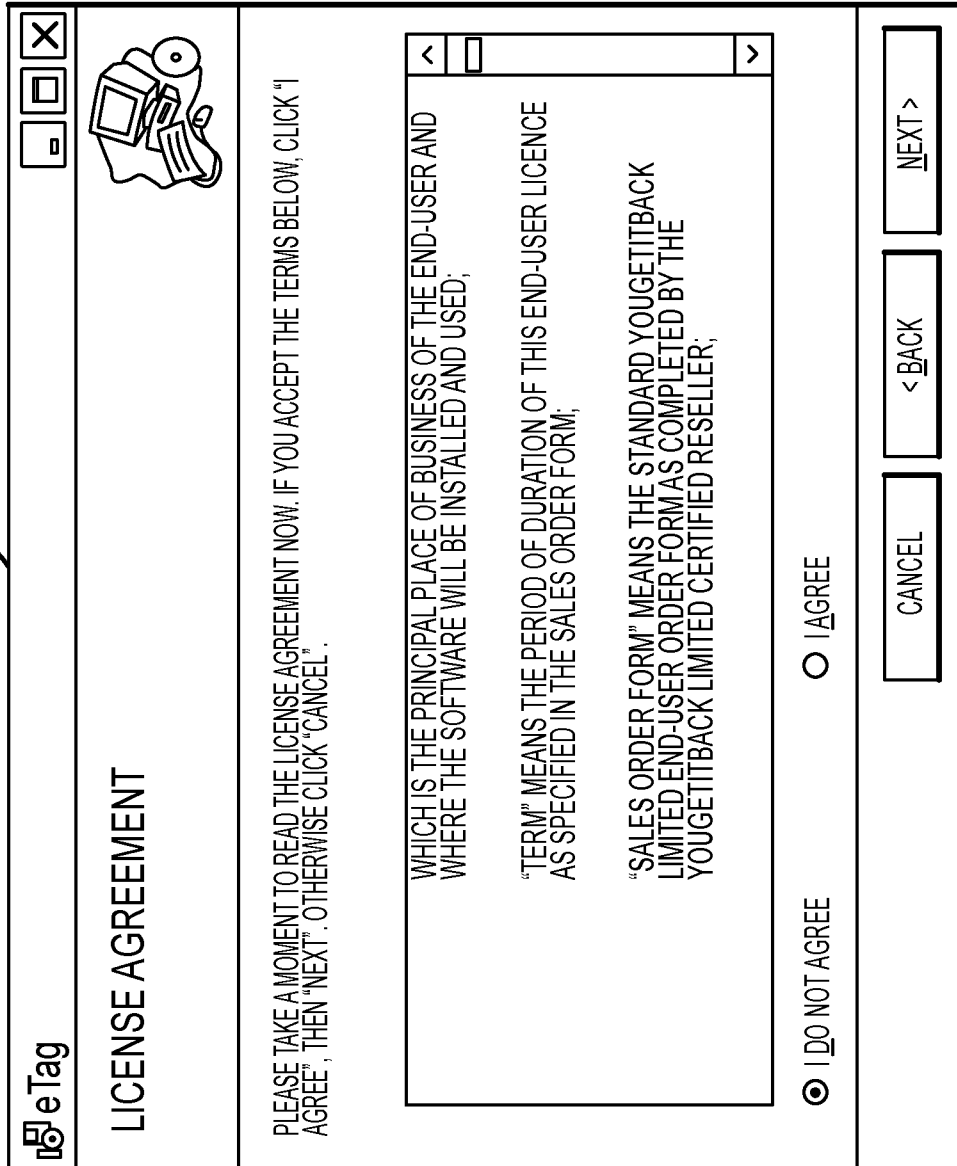 eTag
LICENSE AGREEMENT
PLEASE TAKE A MOMENT TO READ THE LICENSE AGREEMENT NOW. IF YOU ACCEPT THE TERMS BELOW, CLICK “I
AGREE”, THEN “NEXT”. OTHERWISE CLICK “CANCEL”.
WHICH IS THE PRINCIPAL PLACE OF BUSINESS OF THE END-USER AND
WHERE THE SOFTWARE WILL BE INSTALLED AND USED;
“TERM” MEANS THE PERIOD OF DURATION OF THIS END-USER LICENCE
AS SPECIFIED IN THE SALES ORDER FORM;
“SALES ORDER FORM” MEANS THE STANDARD YOUGETITBACK
LIMITED END-USER ORDER FORM AS COMPLETED BY THE
YOUGETITBACK LIMITED CERTIFIED RESELLER;
I DO NOT AGREE
I AGREE
CANCEL
< BACK
NEXT >